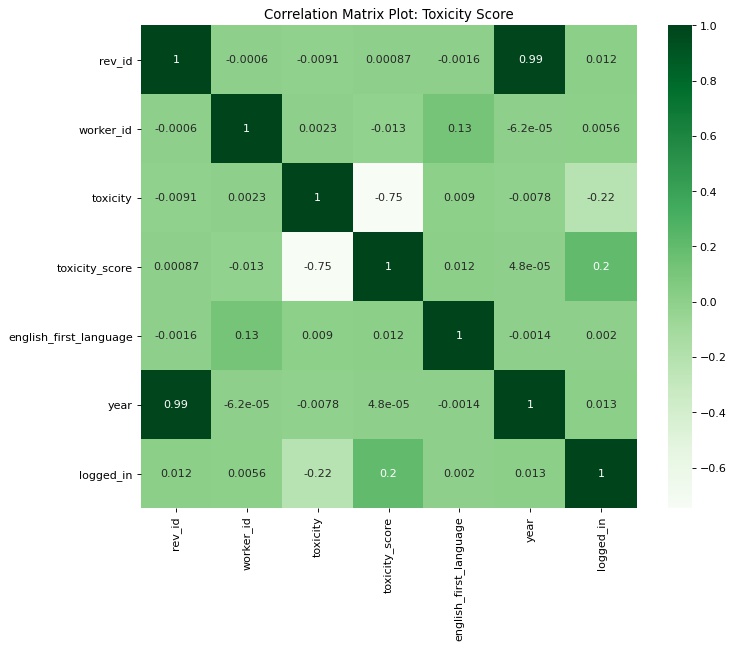 Correlation Matrix Plot: Toxicity Score
rev_id 1 -0.0006 -0.0091 0.00087 -0.0016 0.99 0.012
worker_id -0.0006 1 0.0023 -0.013 0.13 -6.2e-05 0.0056
toxicity -0.0091 0.0023 1 -0.75 0.009 -0.0078 -0.22
toxicity_score 0.00087 -0.013 -0.75 1 0.012 4.8e-05 0.2
english_first_language -0.0016 0.13 0.009 0.012 1 -0.0014 0.002
year 0.99 -6.2e-05 -0.0078 4.8e-05 -0.0014 1 0.013
logged_in 0.012 0.0056 -0.22 0.2 0.002 0.013 1
rev_id
worker_id
toxicity
toxicity_score
english_first_language
year
logged_in
1.0
0.8
0.6
0.4
0.2
0.0
−0.2
−0.4
−0.6